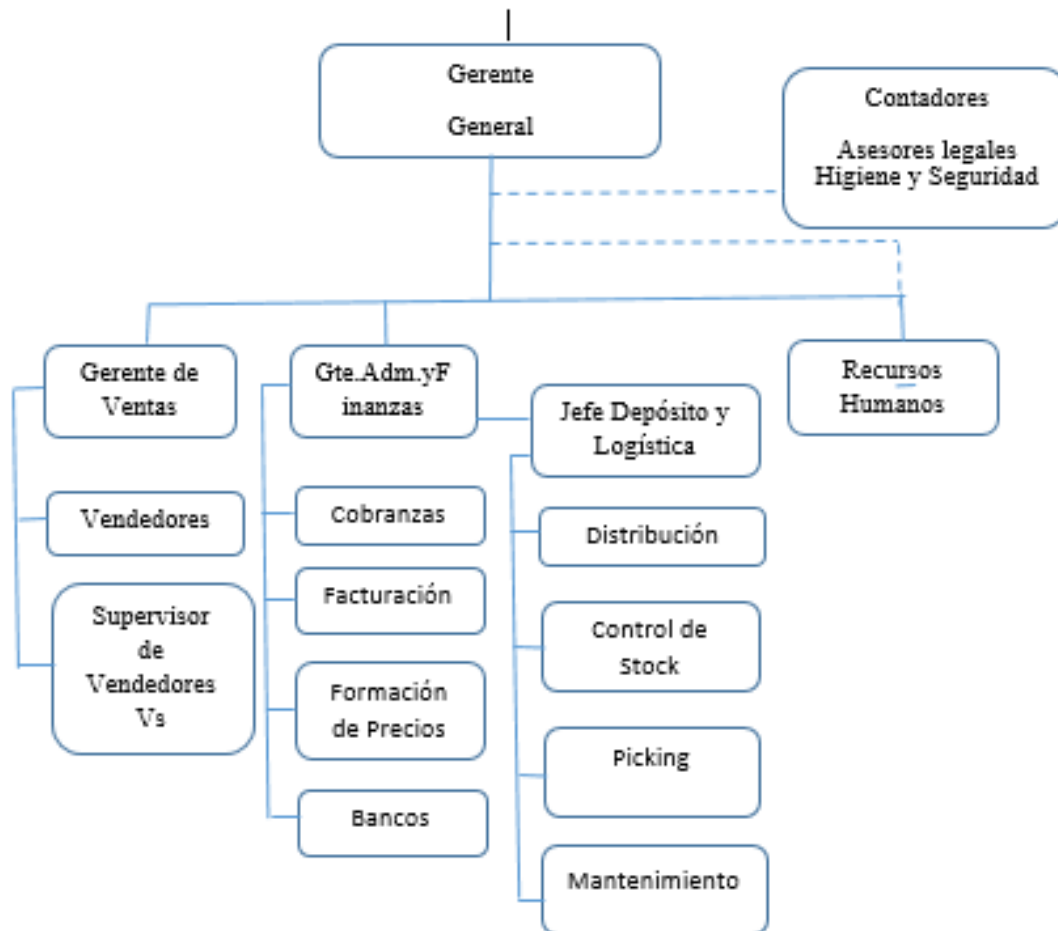 Gerente
General
Contadores
Asesores legales
Higiene y Seguridad
Gerente de
Ventas
Gte.Adm.yF
inanzas
Jefe Depósito y
Logística
Recursos
Humanos
Vendedores
Supervisor
de
Vendedores
Vs
Cobranzas
Facturación
Formación
de Precios
Bancos
Distribución
Control de
Stock
Picking
Mantenimiento